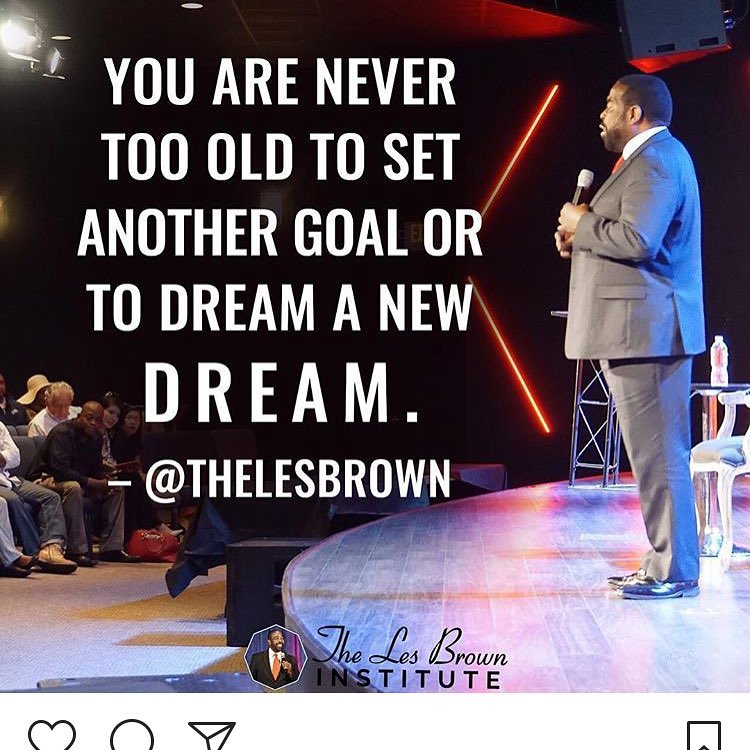 YOU ARE NEVER
TOO OLD TO SET
ANOTHER GOAL OR
TO DREAM A NEW
DREAM.
– @THELESBROWN
The Les Brown
INSTITUTE